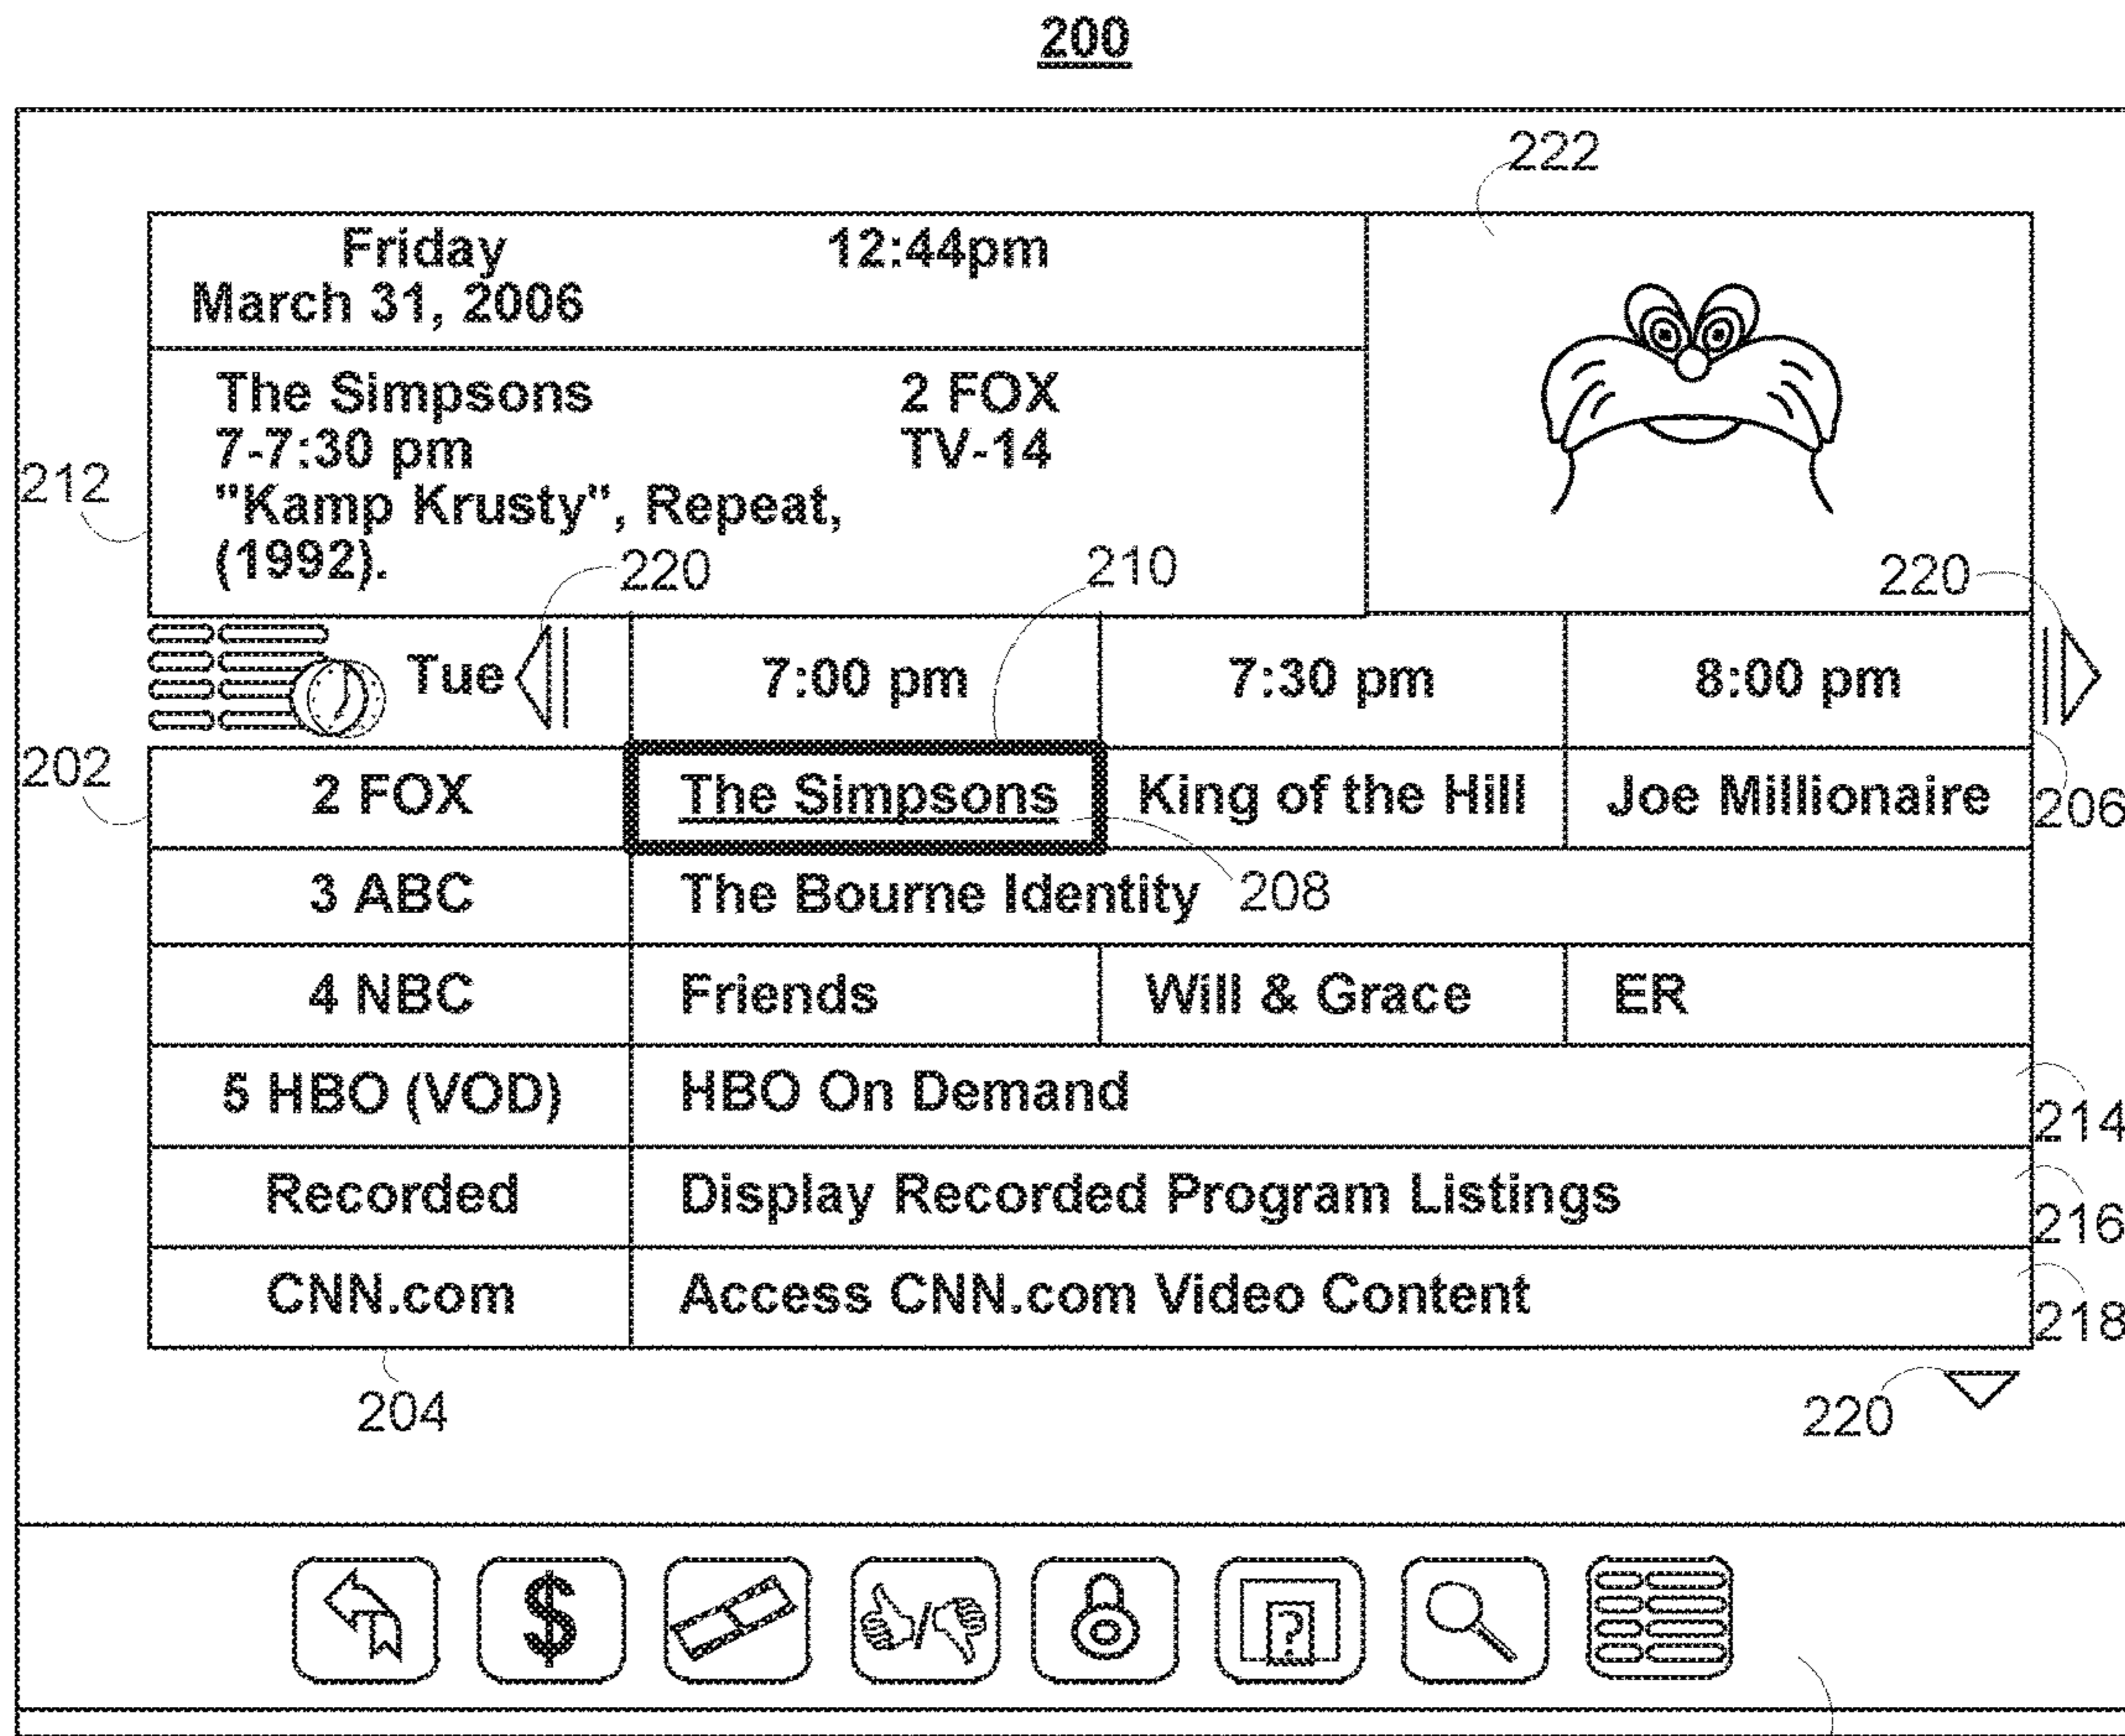 200
222
Friday 12:44pm
March 31, 2006
The Simpsons 2 FOX
7-7:30 pm TV-14
212
"Kamp Krusty", Repeat,
(1992).
220 210 220
Tue 7:00 pm 7:30 pm 8:00 pm
202
2 FOX The Simpsons King of the Hill Joe Millionaire
206
3 ABC The Bourne Identity 208
4 NBC Friends Will & Grace ER
5 HBO (VOD) HBO On Demand
214
Recorded Display Recorded Program Listings
216
CNN.com Access CNN.com Video Content
218
204 220
$ / ?